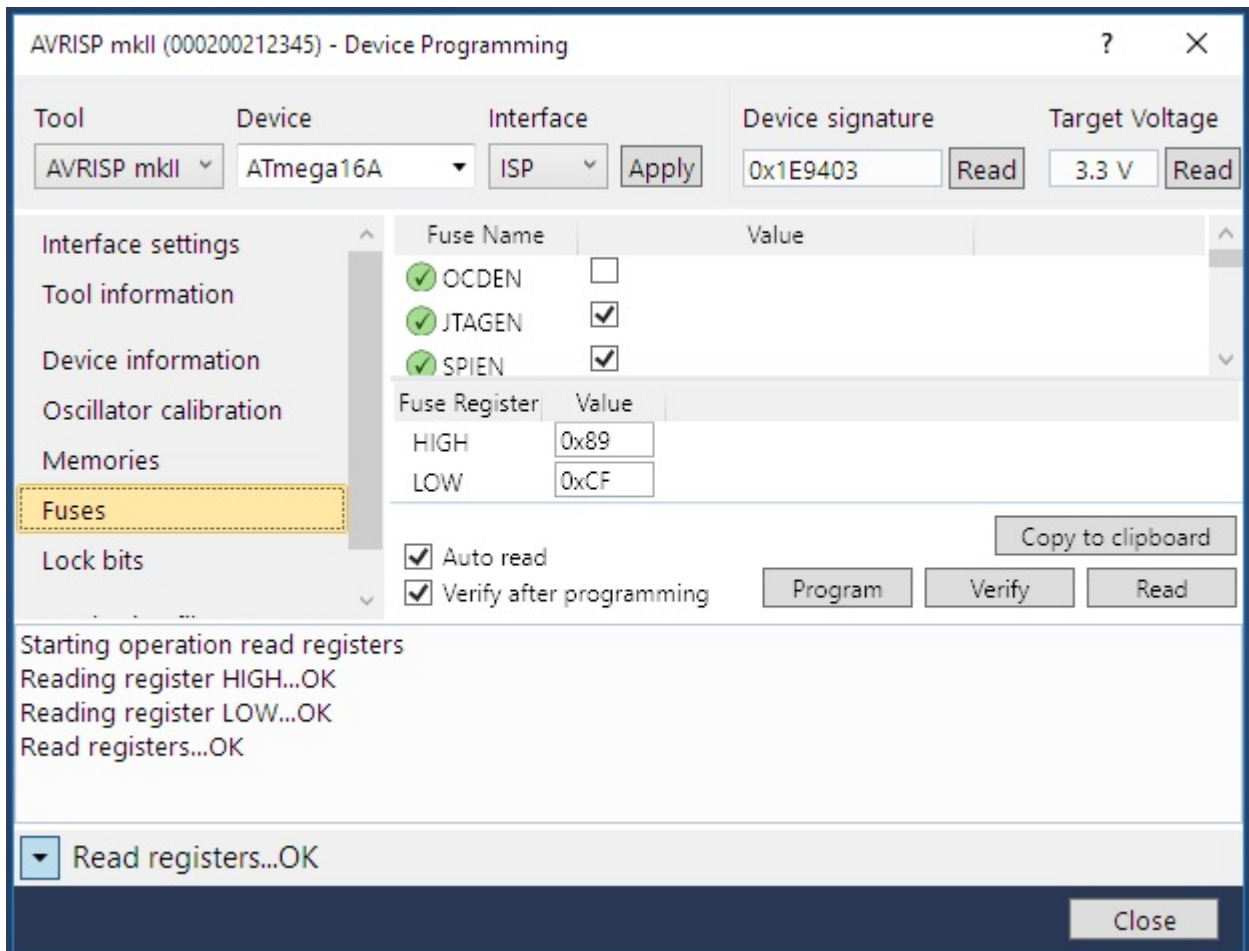 AVRISP mkII (000200212345) - Device Programming ? ×
Tool Device Interface Device signature Target Voltage
AVRISP mkII ATmega16A ISP Apply 0x1E9403 Read 3.3 V Read
Interface settings
Tool information
Device information
Oscillator calibration
Memories
Fuses
Lock bits
Fuse Name Value
OCDEN
JTAGEN
SPIEN
Fuse Register Value
HIGH 0x89
LOW 0xCF
Copy to clipboard
Auto read
Verify after programming Program Verify Read
Starting operation read registers
Reading register HIGH...OK
Reading register LOW...OK
Read registers...OK
Read registers...OK
Close